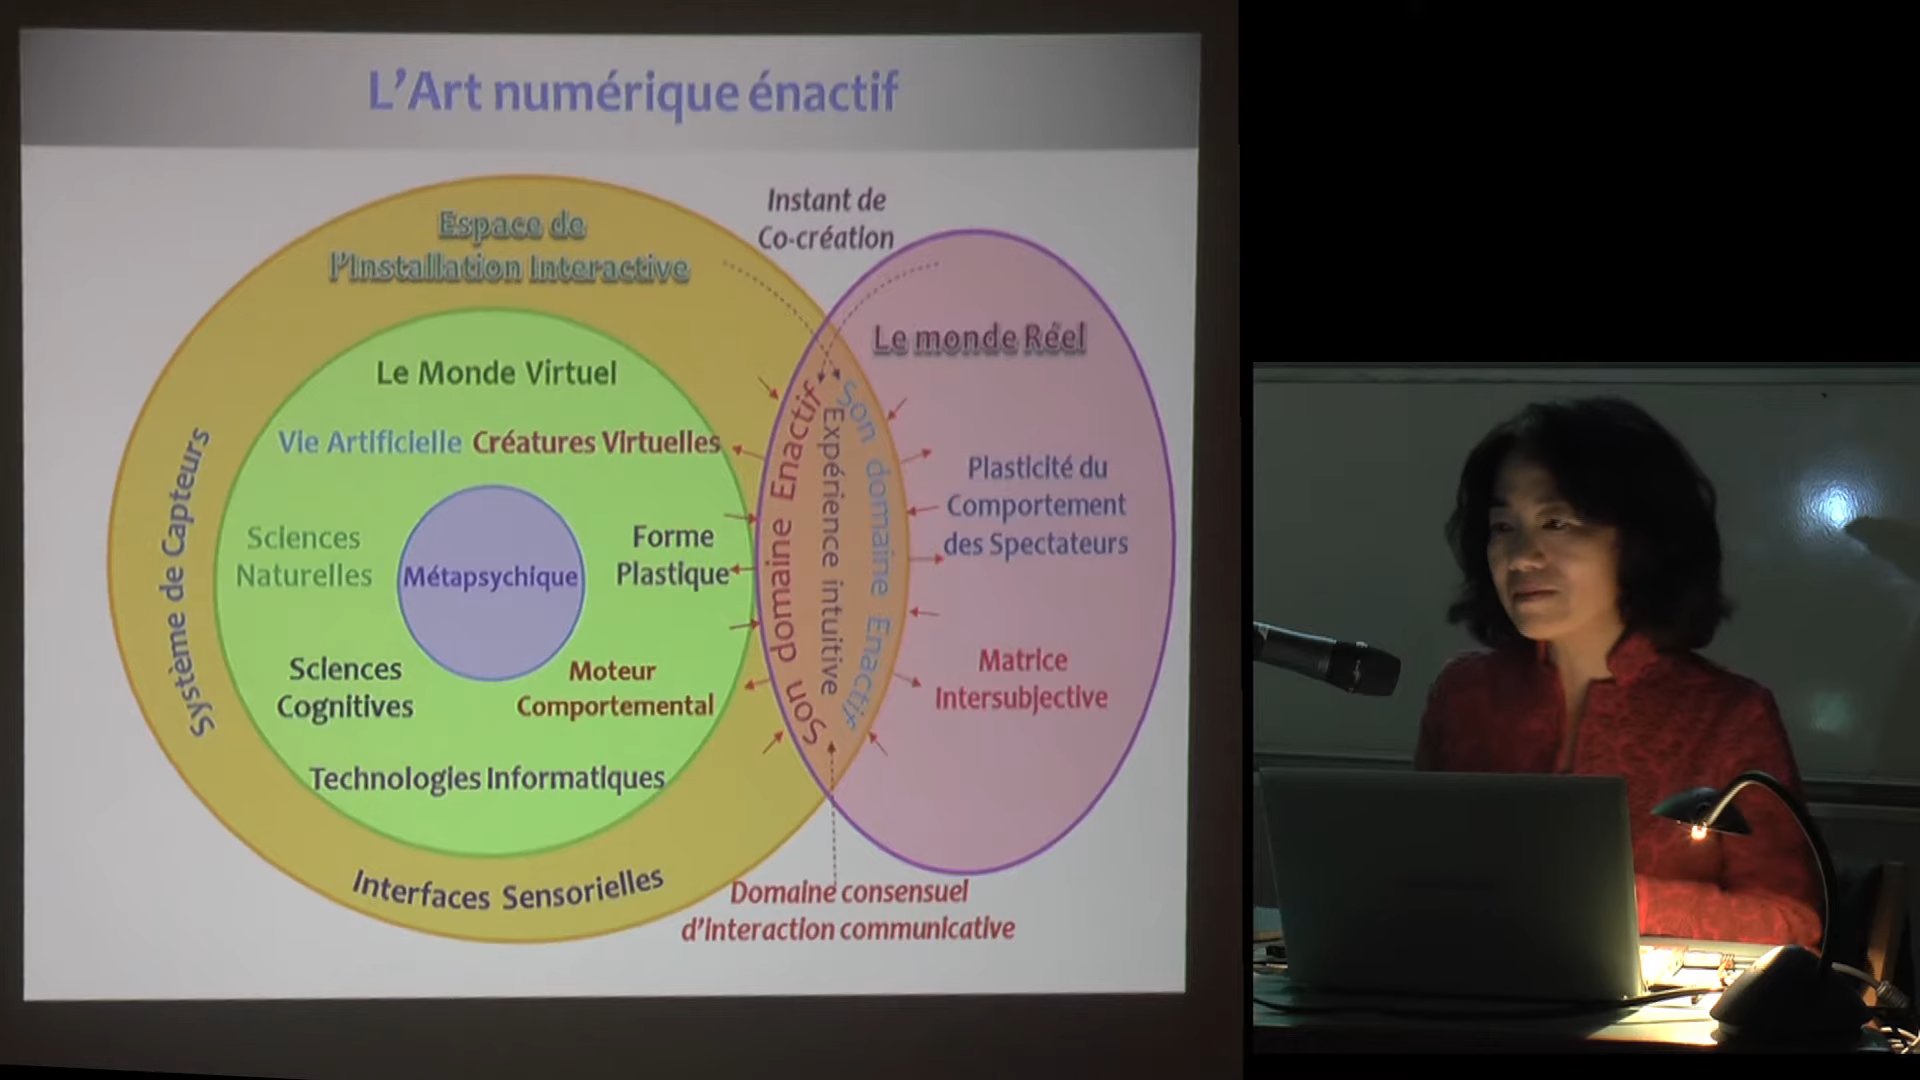 L'Art numérique énactif
Instant de
Co-création
Espace de
l'Installation Interactive
Le monde Réel
Le Monde Virtuel
Vie Artificielle
Créatures Virtuelles
Système de Capteurs
Sciences
Naturelles
Métapsychique
Forme
Plastique
Sciences
Cognitives
Moteur
Comportemental
Technologies Informatiques
Interfaces Sensorielles
Son domaine Enactif
Expérience intuitive
Son domaine Enactif
Plasticité du
Comportement
des Spectateurs
Matrice
Intersubjective
Domaine consensuel
d'interaction communicative